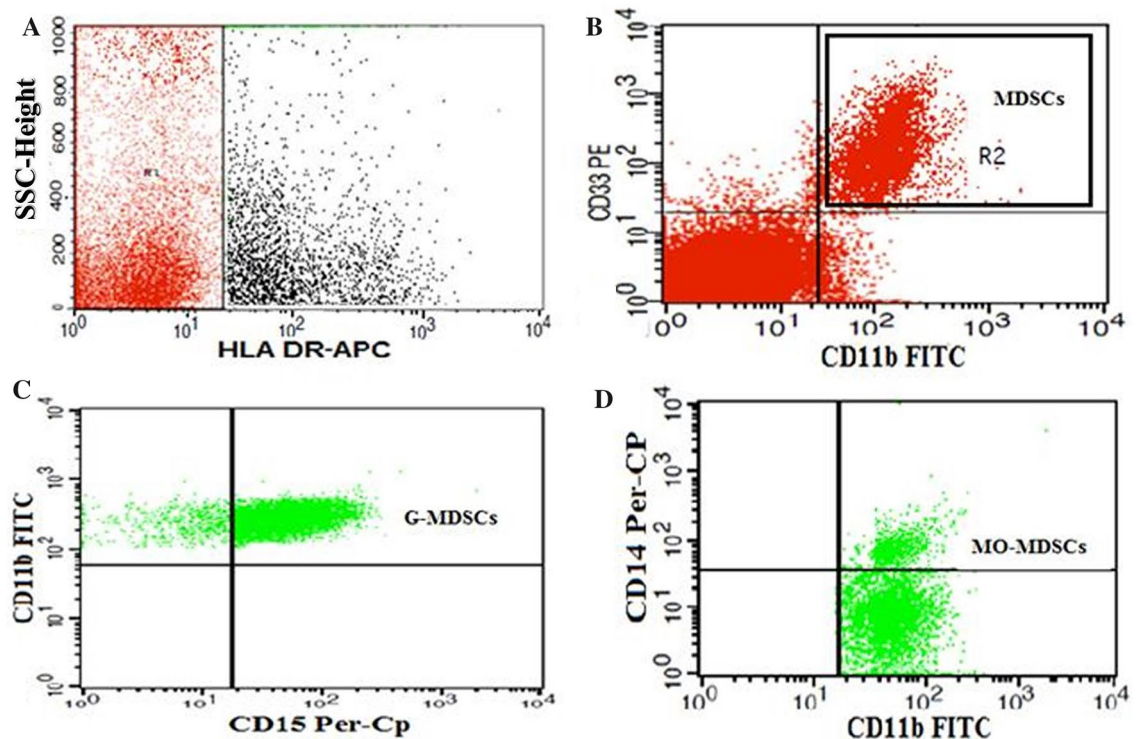 A
SSC-Height
1000
800
600
400
200
0
R1
10^0 10^1 10^2 10^3 10^4
HLA DR-APC
B
CD33 PE
10^4
10^3
10^2
10^1
10^0
MDSCs
R2
10^0 10^1 10^2 10^3 10^4
CD11b FITC
C
CD11b FITC
10^4
10^3
10^2
10^1
10^0
G-MDSCs
10^0 10^1 10^2 10^3 10^4
CD15 Per-Cp
D
CD14 Per-CP
10^4
10^3
10^2
10^1
10^0
MO-MDSCs
10^0 10^1 10^2 10^3 10^4
CD11b FITC